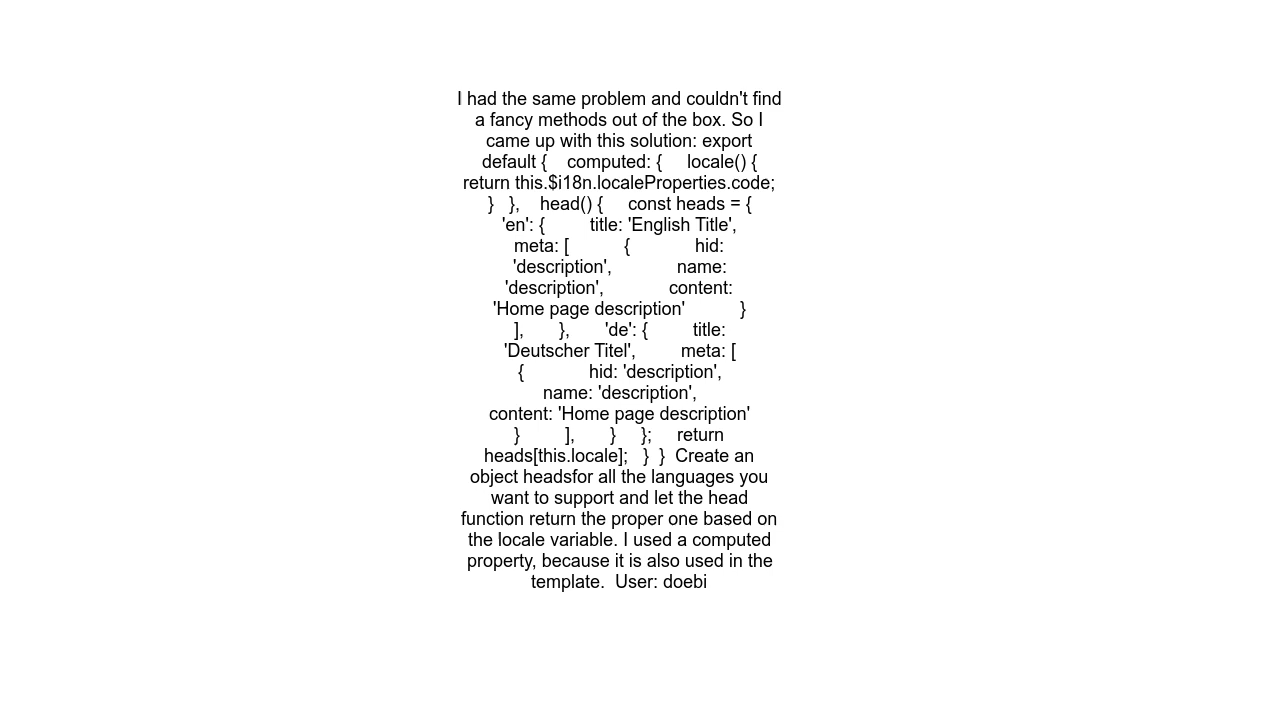 I had the same problem and couldn't find
a fancy methods out of the box. So I
came up with this solution: export
default {    computed: {     locale() {
return this.$i18n.localeProperties.code;
}   },    head() {     const heads = {
'en': {         title: 'English Title',
meta: [           {             hid:
'description',             name:
'description',             content:
'Home page description'           }
],       },       'de': {         title:
'Deutscher Titel',         meta: [
{             hid: 'description',
name: 'description',
content: 'Home page description'
}         ],       }     };     return
heads[this.locale];   }  }  Create an
object headsfor all the languages you
want to support and let the head
function return the proper one based on
the locale variable. I used a computed
property, because it is also used in the
template.  User: doebi